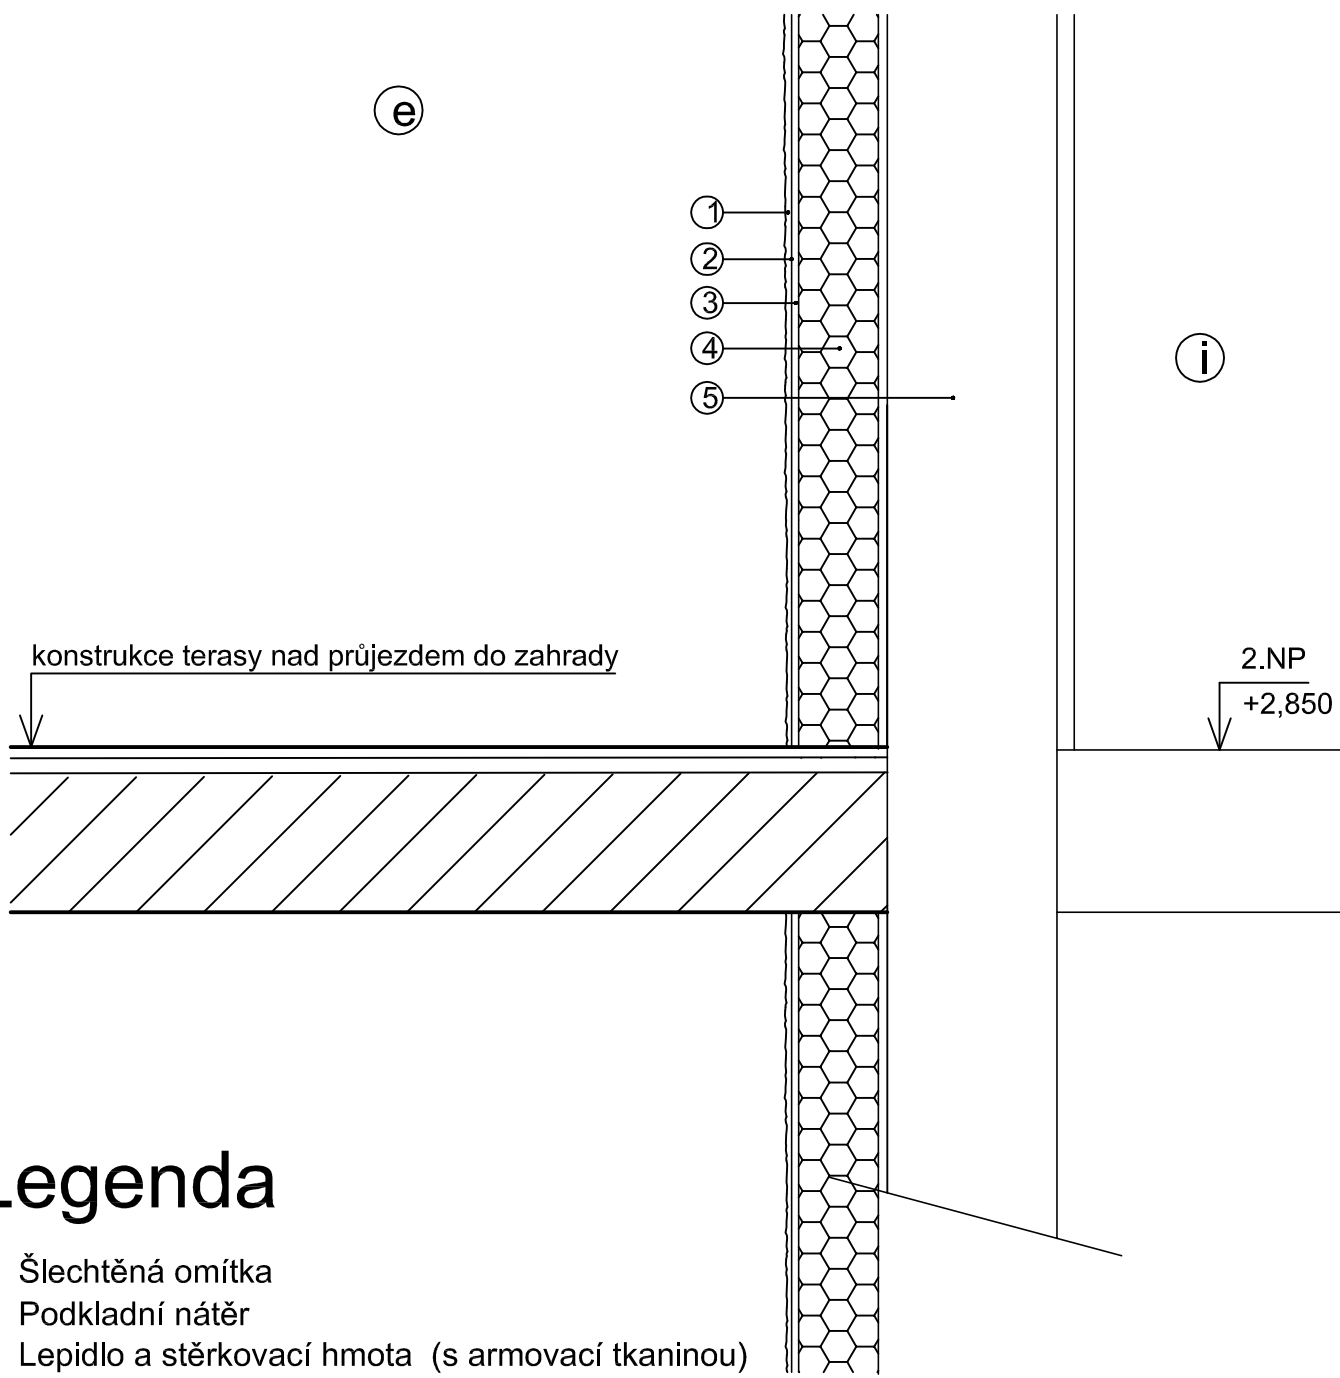 e
1
2
3
4
5
i
konstrukce terasy nad průjezdem do zahrady
2.NP
+2,850
Legenda
Šlechtěná omítka
Podkladní nátěr
Lepidlo a stěrkovací hmota (s armovací tkaninou)